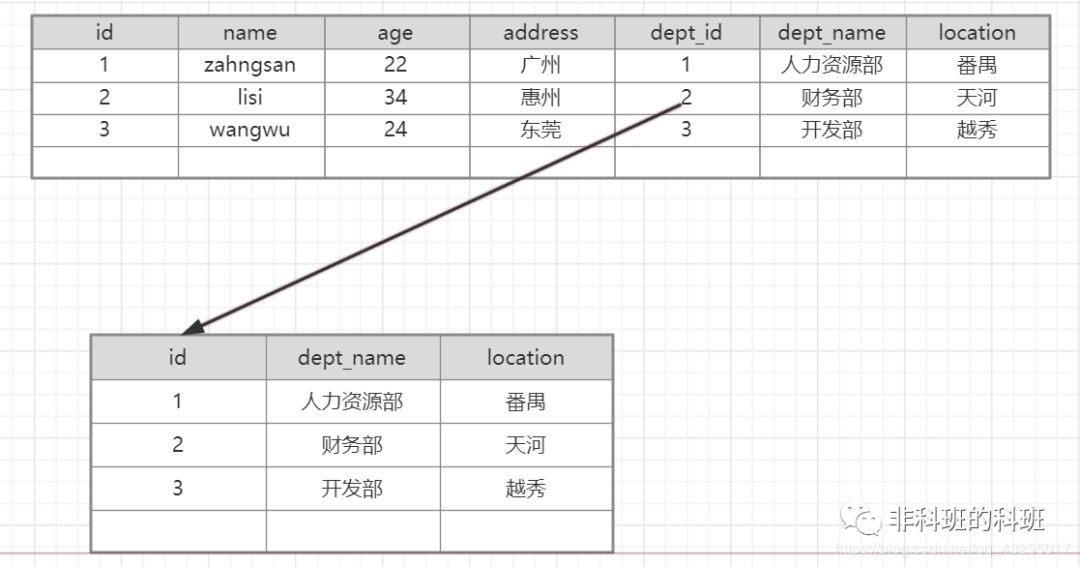 id name age address dept_id dept_name location
1 zahngsan 22 广州 1 人力资源部 番禺
2 lisi 34 惠州 2 财务部 天河
3 wangwu 24 东莞 3 开发部 越秀
id dept_name location
1 人力资源部 番禺
2 财务部 天河
3 开发部 越秀
非科班的科班
https://blog.csdn.net/qq_43255017